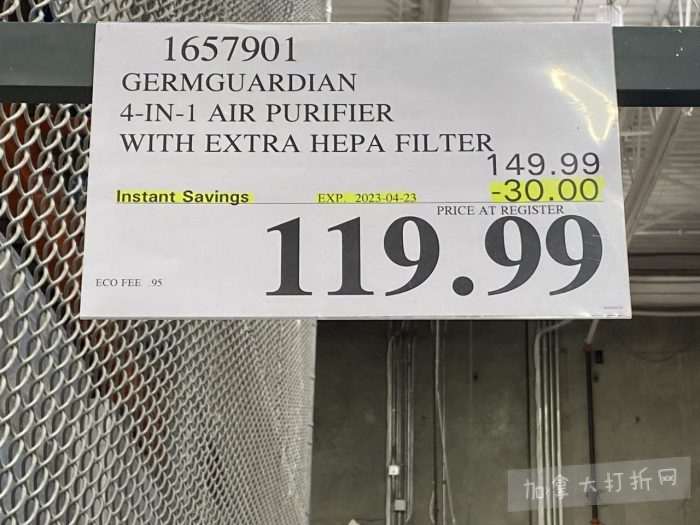 1657901
GERMGUARDIAN
4-IN-1 AIR PURIFIER
WITH EXTRA HEPA FILTER
149.99
Instant Savings EXP. 2023-04-23 -30.00
PRICE AT REGISTER
119.99
ECO FEE .95
加拿大打折网